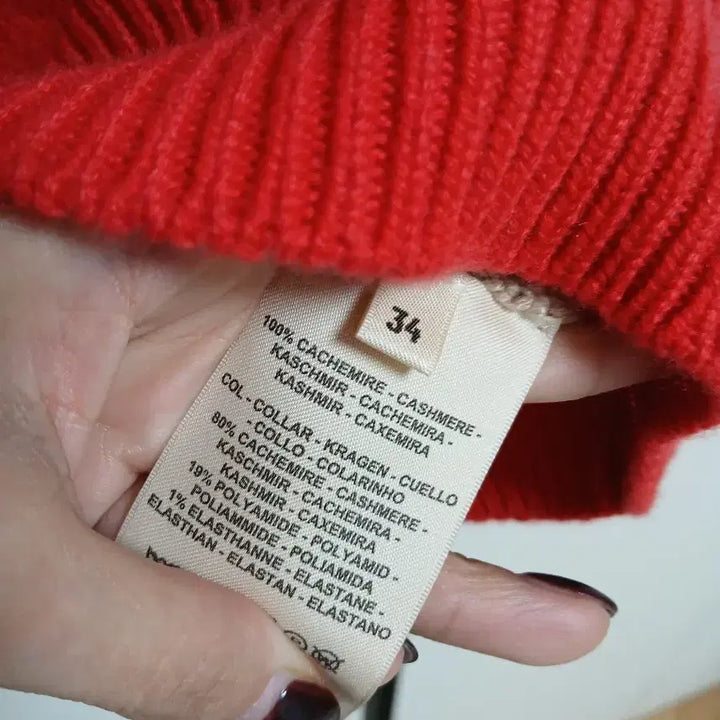 34
100% CACHEMIRE - CASHMERE -
KASCHMIR - CACHEMIRA -
KASHMIR - CAXEMIRA
COL - COLLAR - KRAGEN - CUELLO
- COLLO - COLARINHO
80% CACHEMIRE - CASHMERE -
KASCHMIR - CACHEMIRA -
KASHMIR - CAXEMIRA
19% POLYAMIDE - POLYAMID -
POLIAMMIDE - POLIAMIDA
1% ELASTHANNE - ELASTANE -
ELASTHAN - ELASTAN - ELASTANO